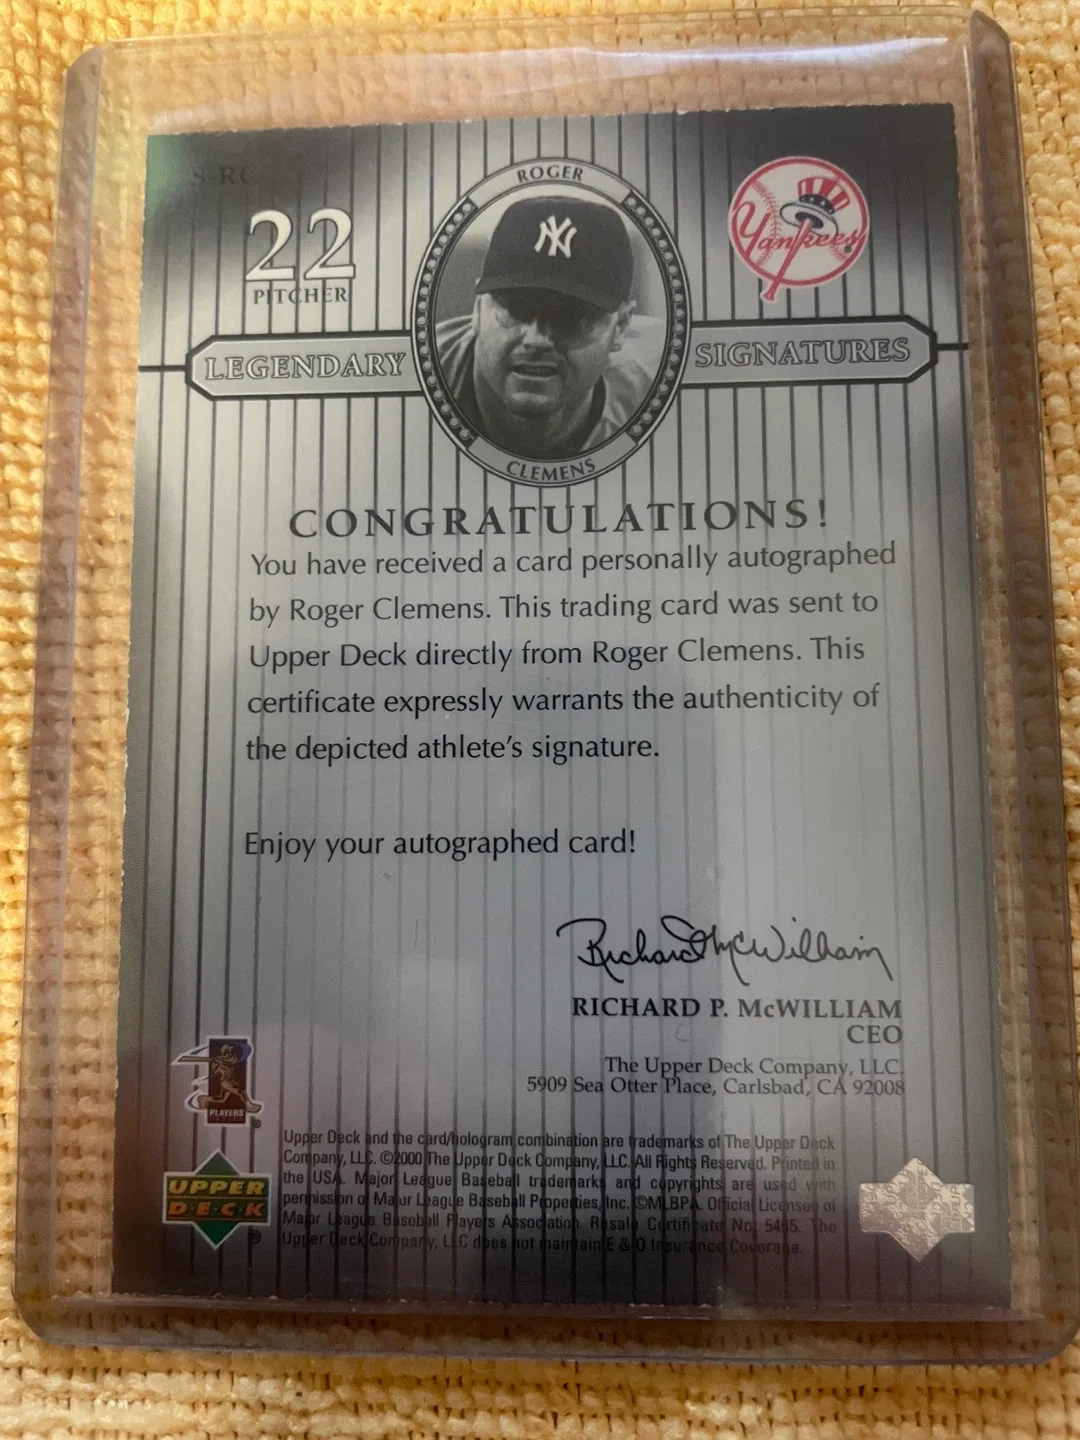 S-RC
22
PITCHER
ROGER
NY
Yankees
LEGENDARY
SIGNATURES
CLEMENS
CONGRATULATIONS!
You have received a card personally autographed
by Roger Clemens. This trading card was sent to
Upper Deck directly from Roger Clemens. This
certificate expressly warrants the authenticity of
the depicted athlete's signature.
Enjoy your autographed card!
Richard McWilliam
RICHARD P. McWILLIAM
CEO
The Upper Deck Company, LLC.
5909 Sea Otter Place, Carlsbad, CA 92008
PLAYERS
UPPER
DECK
Upper Deck and the card/hologram combination are trademarks of The Upper Deck
Company, LLC. ©2000 The Upper Deck Company, LLC. All Rights Reserved. Printed in
the USA. Major League Baseball trademarks and copyrights are used with
permission of Major League Baseball Properties, Inc. ©MLBPA. Official Licensee of
Major League Baseball Players Association. Resale Certificate No. 5465. The
Upper Deck Company, LLC does not maintain E & O Insurance Coverage.